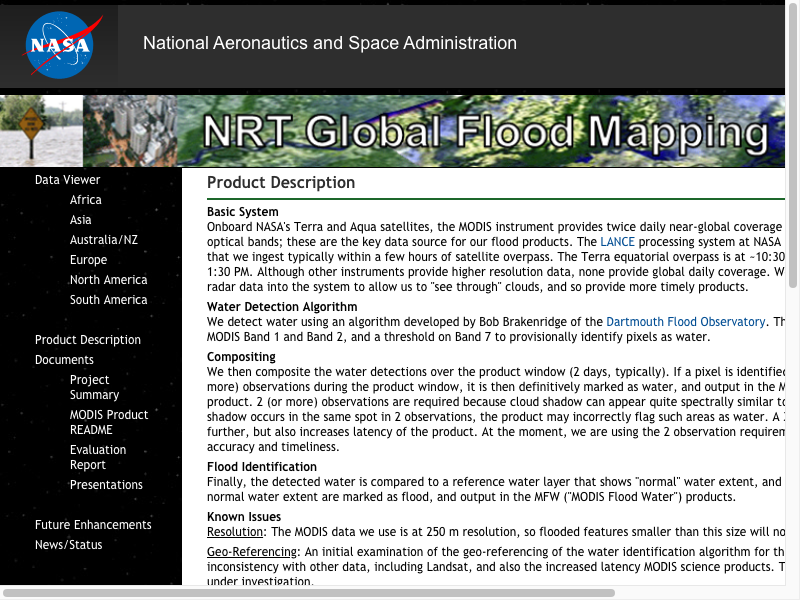 NASA
National Aeronautics and Space Administration
NRT Global Flood Mapping
Data Viewer
Africa
Asia
Australia/NZ
Europe
North America
South America
Product Description
Documents
Project
Summary
MODIS Product
README
Evaluation
Report
Presentations
Future Enhancements
News/Status
Product Description
Basic System
Onboard NASA's Terra and Aqua satellites, the MODIS instrument provides twice daily near-global coverage
optical bands; these are the key data source for our flood products. The LANCE processing system at NASA
that we ingest typically within a few hours of satellite overpass. The Terra equatorial overpass is at ~10:30
1:30 PM. Although other instruments provide higher resolution data, none provide global daily coverage. W
radar data into the system to allow us to "see through" clouds, and so provide more timely products.
Water Detection Algorithm
We detect water using an algorithm developed by Bob Brakenridge of the Dartmouth Flood Observatory. Th
MODIS Band 1 and Band 2, and a threshold on Band 7 to provisionally identify pixels as water.
Compositing
We then composite the water detections over the product window (2 days, typically). If a pixel is identified
more) observations during the product window, it is then definitively marked as water, and output in the M
product. 2 (or more) observations are required because cloud shadow can appear quite spectrally similar to
shadow occurs in the same spot in 2 observations, the product may incorrectly flag such areas as water. A
further, but also increases latency of the product. At the moment, we are using the 2 observation requirem
accuracy and timeliness.
Flood Identification
Finally, the detected water is compared to a reference water layer that shows "normal" water extent, and
normal water extent are marked as flood, and output in the MFW ("MODIS Flood Water") products.
Known Issues
Resolution: The MODIS data we use is at 250 m resolution, so flooded features smaller than this size will no
Geo-Referencing: An initial examination of the geo-referencing of the water identification algorithm for th
inconsistency with other data, including Landsat, and also the increased latency MODIS science products. T
under investigation.